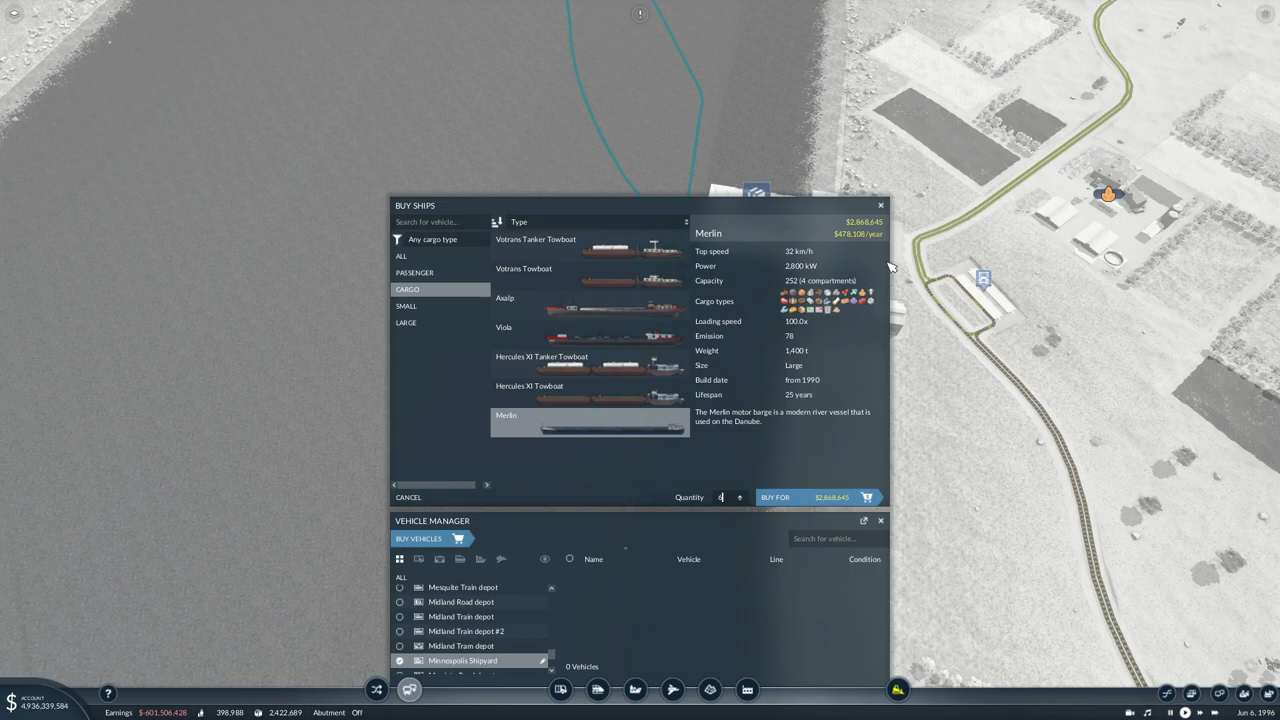 BUY SHIPS
Search for vehicle... Type $2,868,645
Any cargo type Votrans Tanker Towboat Merlin $478,108/year
ALL Top speed 32 km/h
PASSENGER Votrans Towboat Power 2,800 kW
CARGO Capacity 252 (4 compartments)
SMALL Axalp Cargo types
LARGE Viola Loading speed 100.0x
Emission 78
Hercules XI Tanker Towboat Weight 1,400 t
Size Large
Hercules XI Towboat Build date from 1990
Lifespan 25 years
Merlin The Merlin motor barge is a modern river vessel that is
used on the Danube.
CANCEL Quantity 6 BUY FOR $2,868,645
VEHICLE MANAGER
BUY VEHICLES Search for vehicle...
Name Vehicle Line Condition
ALL
Mesquite Train depot
Midland Road depot
Midland Train depot
Midland Train depot #2
Midland Tram depot
Minneapolis Shipyard 0 Vehicles
$ ACCOUNT
4.936,339,584 ?
Earnings $-601,506,428 398,988 2,422,689 Abutment Off Jun 6, 1996